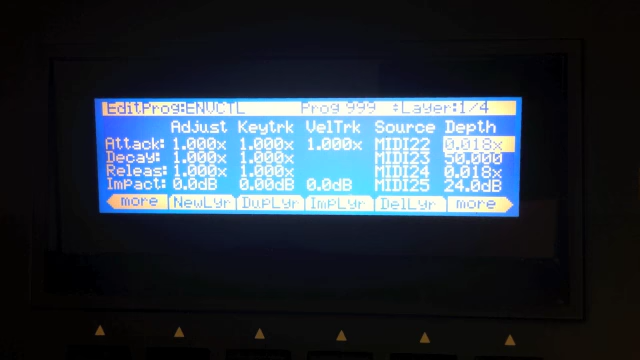 EditProg:ENVCTL Prog 999 ÷Layer:1/4
Adjust Keytrk VelTrk Source Depth
Attack: 1.000x 1.000x 1.000x MIDI22 0.018x
Decay: 1.000x 1.000x MIDI23 50.000
Releas: 1.000x 1.000x MIDI24 0.018x
Impact: 0.0dB 0.00dB 0.0dB MIDI25 24.0dB
more NewLyr DupLyr ImpLyr DelLyr more